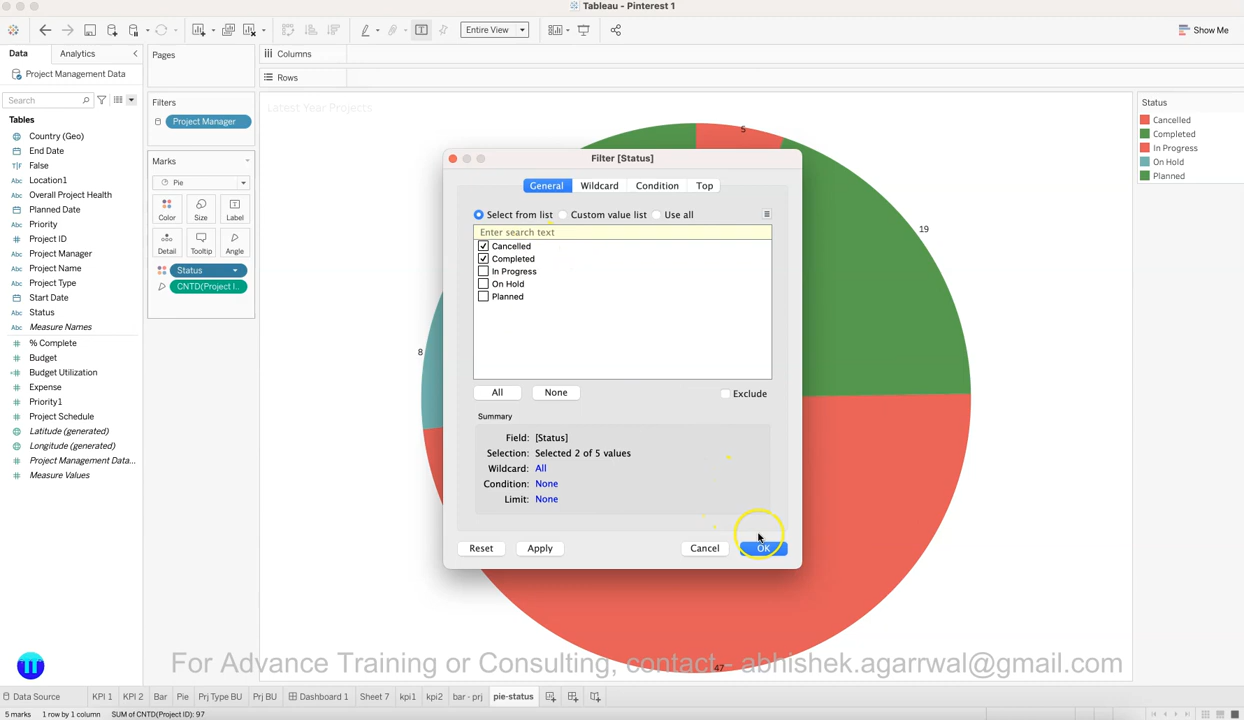 Tableau - Pinterest 1
Entire View
Show Me
Data
Analytics
Project Management Data
Search
Tables
Country (Geo)
End Date
T|F False
Abc Location1
Abc Overall Project Health
Planned Date
Abc Priority
Project ID
Abc Project Manager
Abc Project Name
Abc Project Type
Start Date
Abc Status
Abc Measure Names
% Complete
Budget
Budget Utilization
Expense
Priority1
Project Schedule
Latitude (generated)
Longitude (generated)
Project Management Data...
Measure Values
Pages
Filters
Project Manager
Marks
Pie
Color
Size
Label
Detail
Tooltip
Angle
Status
CNTD(Project I..
Columns
Rows
Latest Year Projects
5
19
8
47
Filter [Status]
General
Wildcard
Condition
Top
Select from list
Custom value list
Use all
Enter search text
Cancelled
Completed
In Progress
On Hold
Planned
All
None
Exclude
Summary
Field: [Status]
Selection: Selected 2 of 5 values
Wildcard: All
Condition: None
Limit: None
Reset
Apply
Cancel
OK
Status
Cancelled
Completed
In Progress
On Hold
Planned
For Advance Training or Consulting, contact - abhishek.agarrwal@gmail.com
Data Source
KPI 1
KPI 2
Bar
Pie
Prj Type BU
Prj BU
Dashboard 1
Sheet 7
kpi1
kpi2
bar - prj
pie-status
5 marks
1 row by 1 column
SUM of CNTD(Project ID): 97